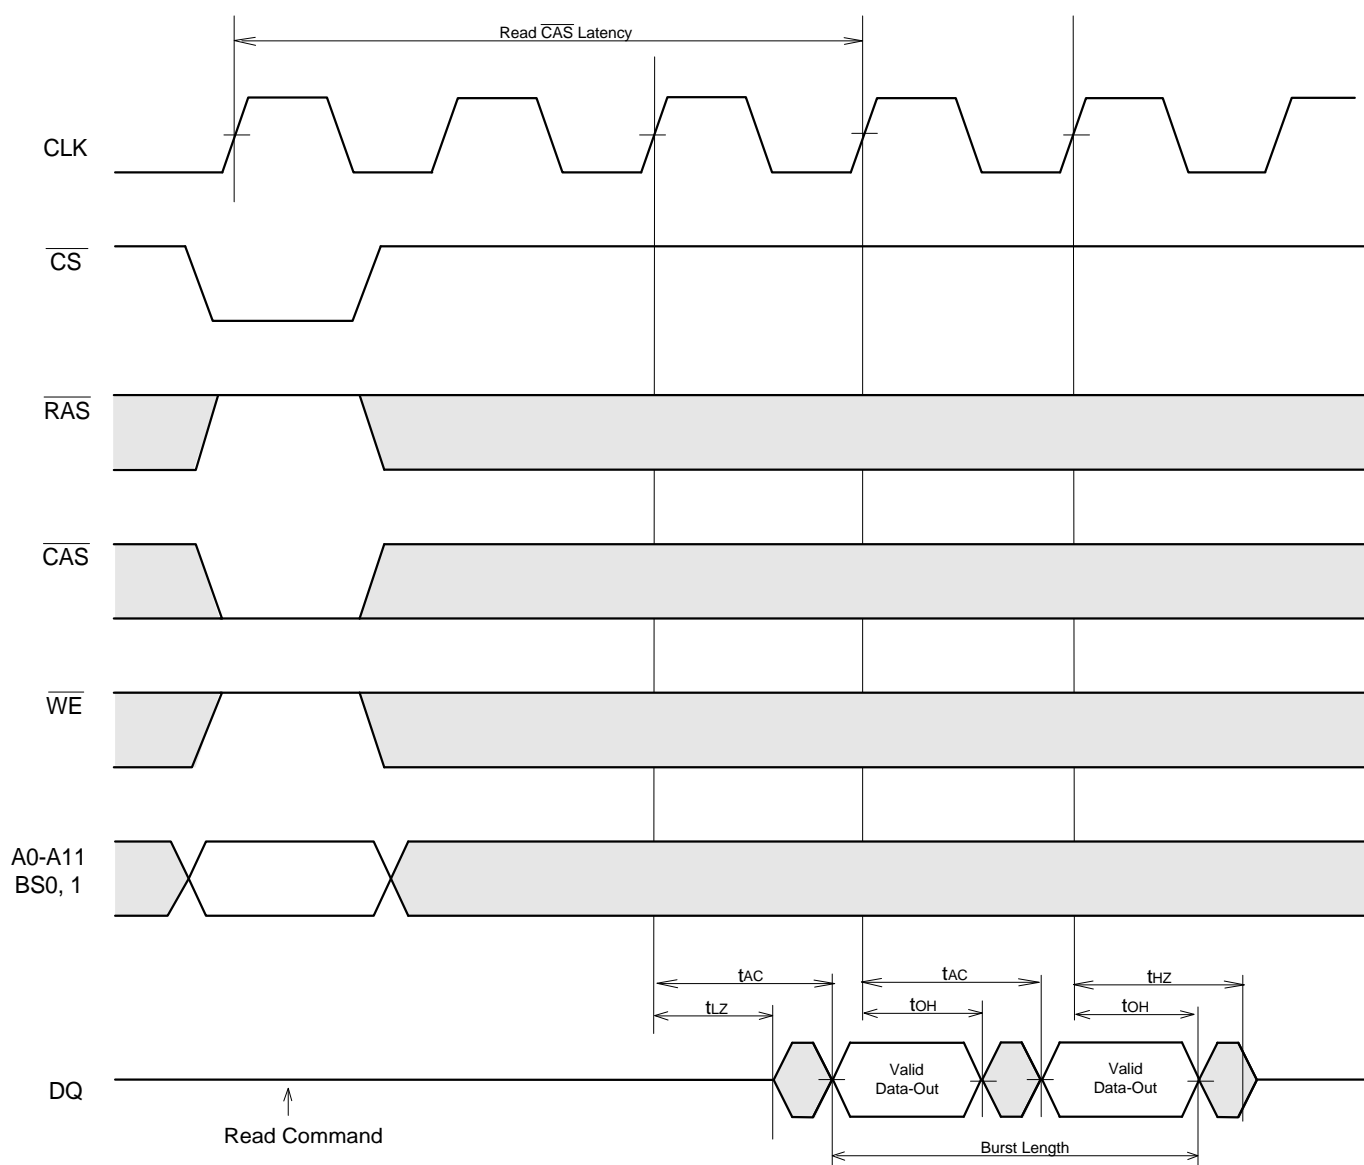 Read CAS Latency
CLK
CS
RAS
CAS
WE
A0-A11
BS0, 1
tAC
tAC
tHZ
tLZ
tOH
tOH
DQ
Valid
Data-Out
Valid
Data-Out
Read Command
Burst Length